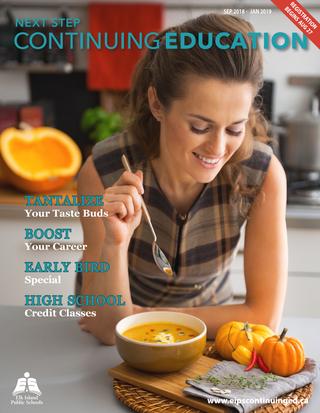 SEP 2018 - JAN 2019
REGISTRATION
BEGINS AUG 27
NEXT STEP
CONTINUING EDUCATION
TANTALIZE
Your Taste Buds
BOOST
Your Career
EARLY BIRD
Special
HIGH SCHOOL
Credit Classes
Elk Island
Public Schools
www.eipscontinuinged.ca